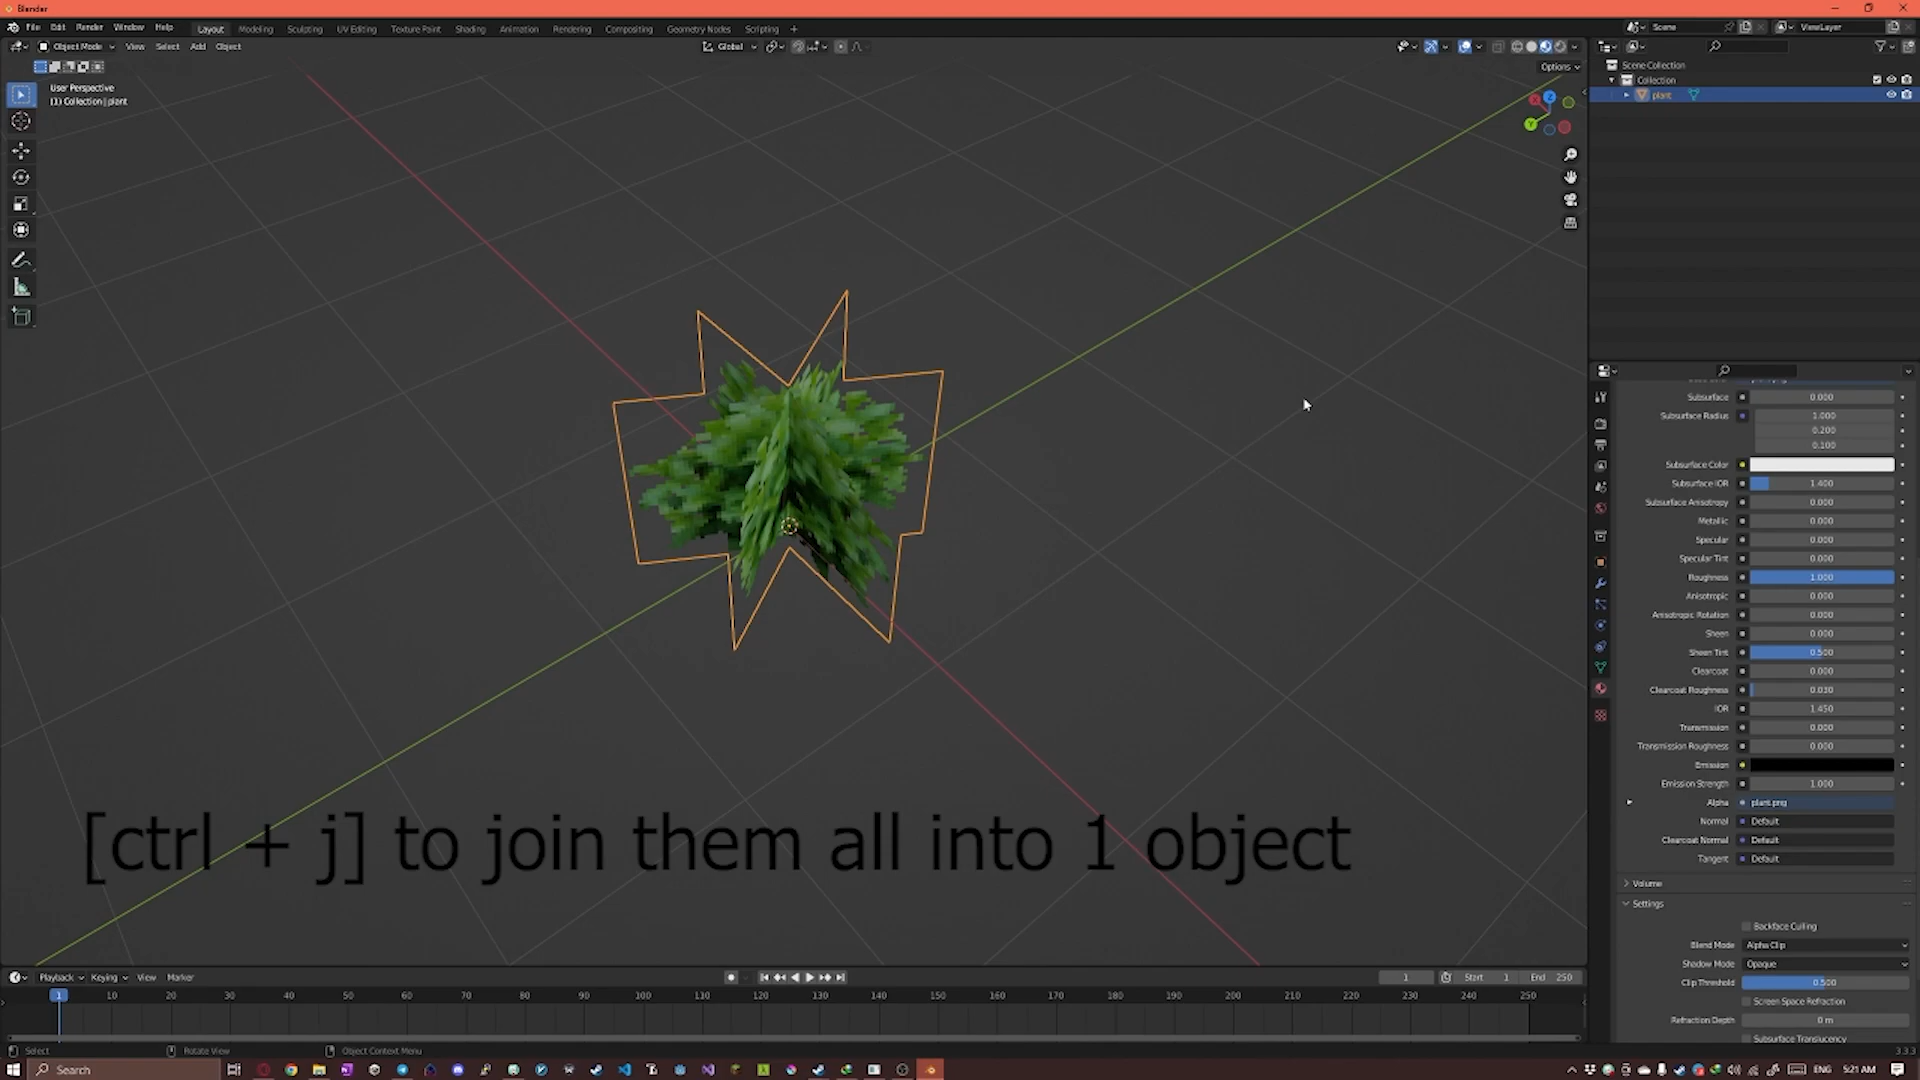 Blender
File Edit Render Window Help
Layout Modeling Sculpting UV Editing Texture Paint Shading Animation Rendering Compositing Geometry Nodes Scripting +
Scene
ViewLayer
Object Mode View Select Add Object
Global
Options
User Perspective
(1) Collection | plant
Scene Collection
Collection
plant
X
Y
Z
Subsurface 0.000
Subsurface Radius 1.000
0.200
0.100
Subsurface Color
Subsurface IOR 1.400
Subsurface Anisotropy 0.000
Metallic 0.000
Specular 0.000
Specular Tint 0.000
Roughness 1.000
Anisotropic 0.000
Anisotropic Rotation 0.000
Sheen 0.000
Sheen Tint 0.500
Clearcoat 0.000
Clearcoat Roughness 0.030
IOR 1.450
Transmission 0.000
Transmission Roughness 0.000
Emission
Emission Strength 1.000
Alpha plant.png
Normal Default
Clearcoat Normal Default
Tangent Default
Volume
Settings
Backface Culling
Blend Mode Alpha Clip
Shadow Mode Opaque
Clip Threshold 0.500
Screen Space Refraction
Refraction Depth 0 m
Subsurface Translucency
[ctrl + j] to join them all into 1 object
Playback Keying View Marker
1 Start 1 End 250
1 10 20 30 40 50 60 70 80 90 100 110 120 130 140 150 160 170 180 190 200 210 220 230 240 250
Select Rotate View Object Context Menu
3.3.3
Search
ENG 5:21 AM